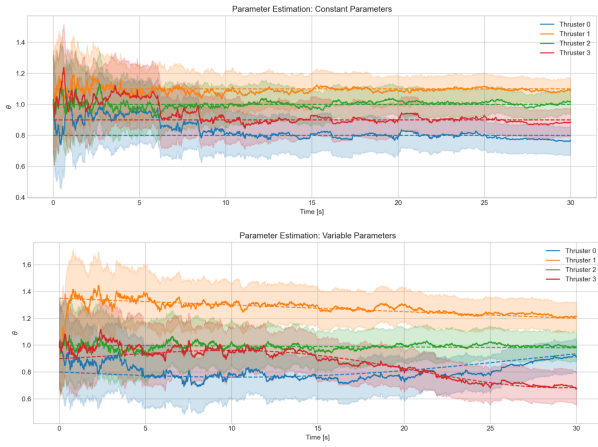 Parameter Estimation: Constant Parameters
Thruster 0
Thruster 1
Thruster 2
Thruster 3
1.4
1.2
1.0
0.8
0.6
0.4
θ
0 5 10 15 20 25 30
Time [s]
Parameter Estimation: Variable Parameters
Thruster 0
Thruster 1
Thruster 2
Thruster 3
1.6
1.4
1.2
1.0
0.8
0.6
θ
0 5 10 15 20 25 30
Time [s]